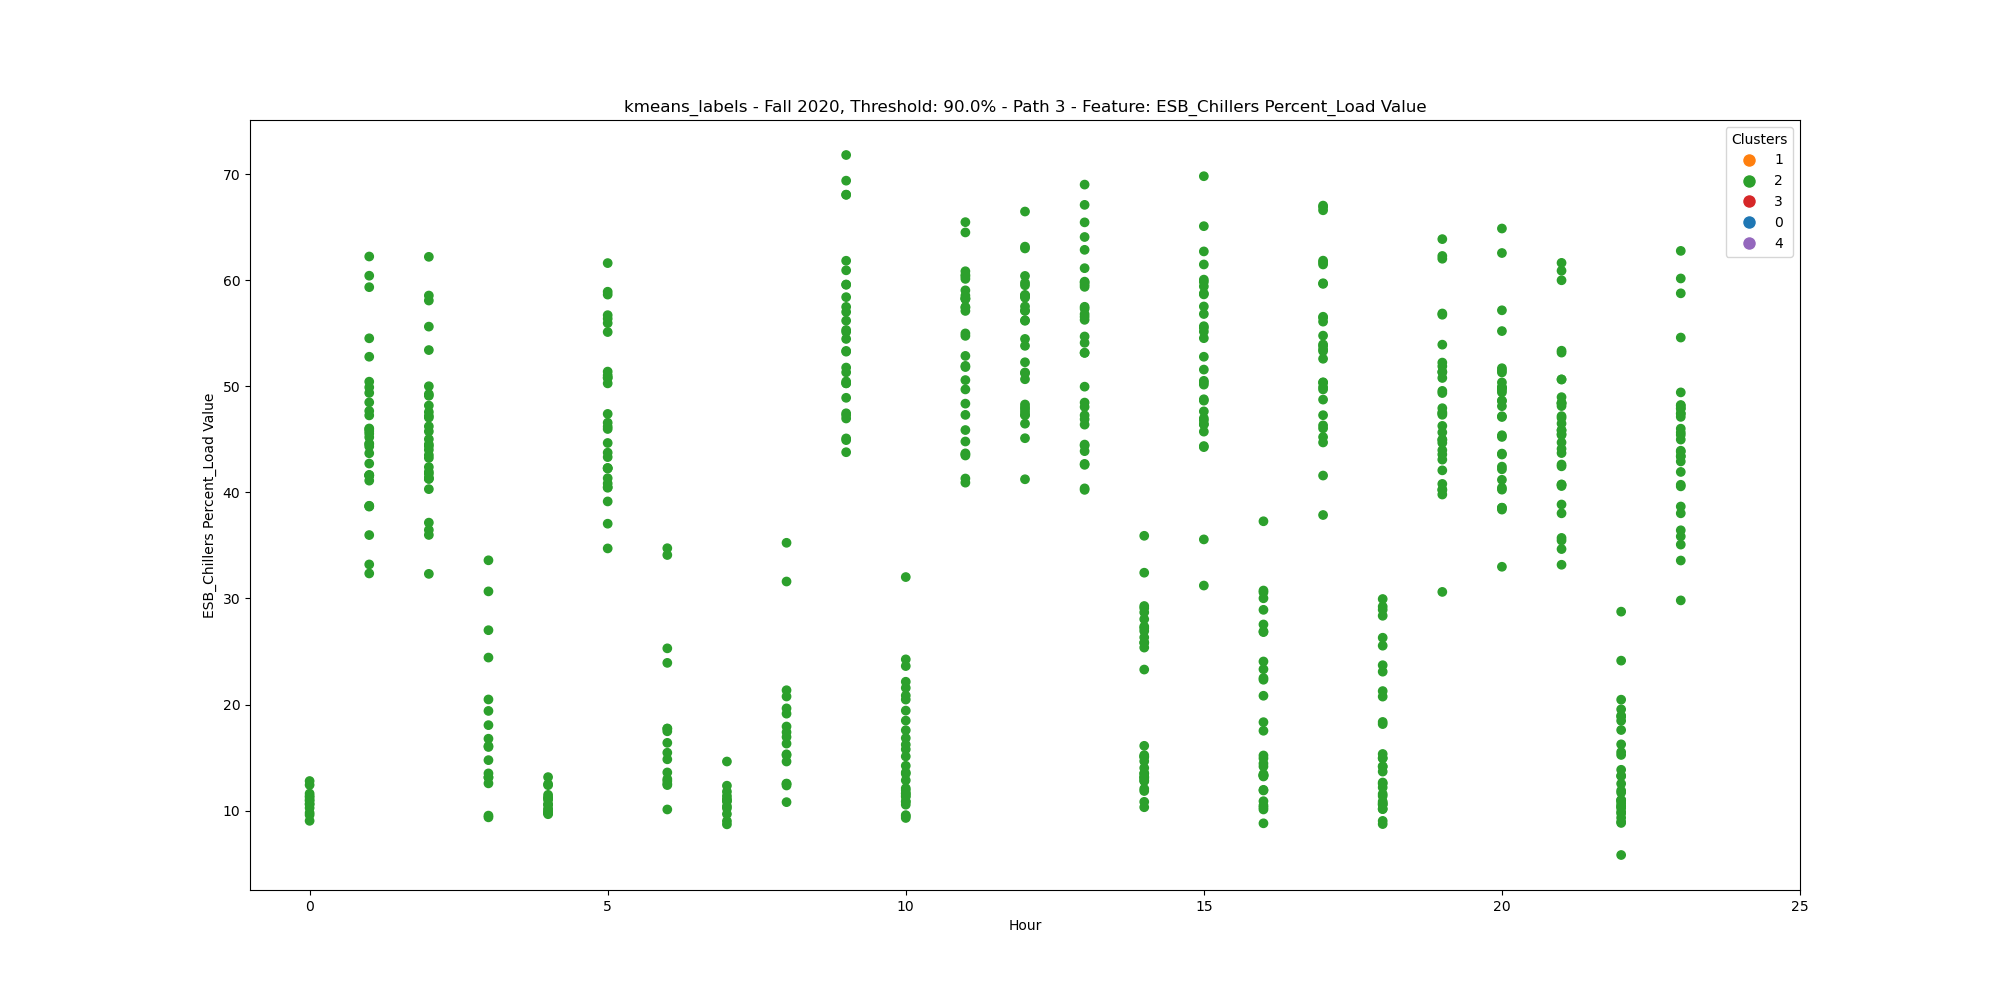 kmeans_labels - Fall 2020, Threshold: 90.0% - Path 3 - Feature: ESB_Chillers Percent_Load Value
Clusters
1
2
3
0
4
ESB_Chillers Percent_Load Value
70
60
50
40
30
20
10
0 5 10 15 20 25
Hour